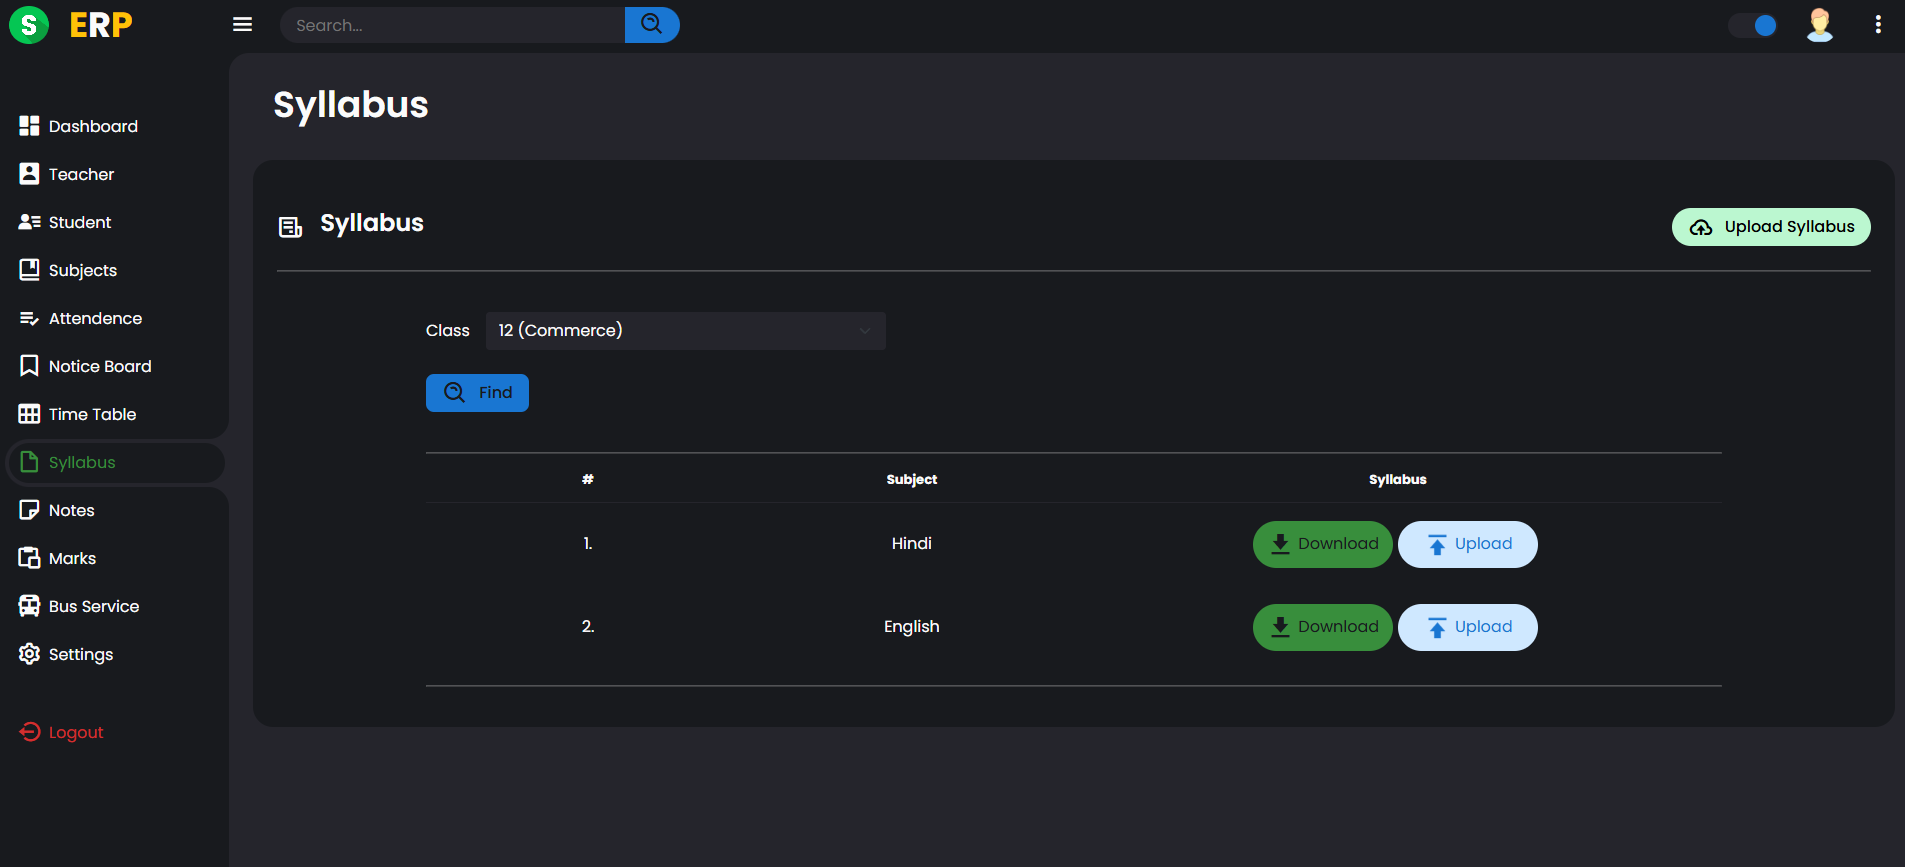 S ERP
Search...
Dashboard
Teacher
Student
Subjects
Attendence
Notice Board
Time Table
Syllabus
Notes
Marks
Bus Service
Settings
Logout
Syllabus
Syllabus
Upload Syllabus
Class 12 (Commerce)
Find
# Subject Syllabus
1. Hindi Download Upload
2. English Download Upload